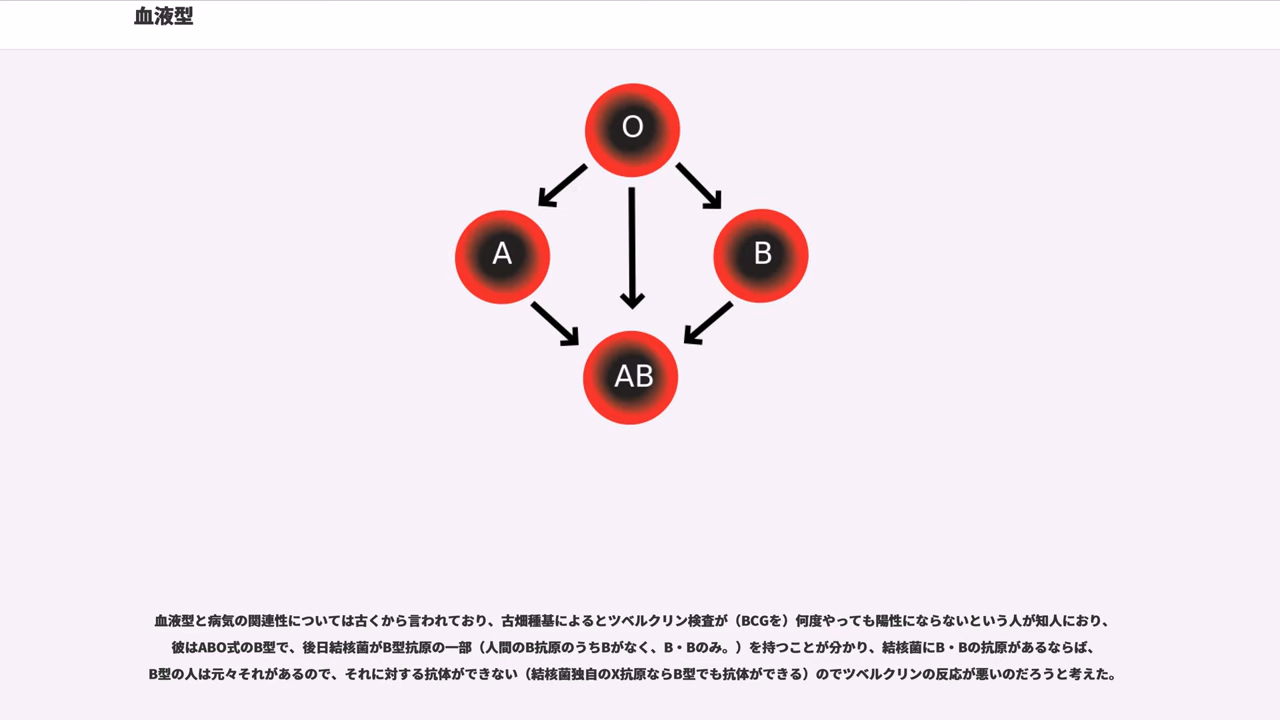 血液型
O
A
B
AB
血液型と病気の関連性については古くから言われており、古畑種基によるとツベルクリン検査が（BCGを）何度やっても陽性にならないという人が知人におり、
彼はABO式のB型で、後日結核菌がB型抗原の一部（人間のB抗原のうちBがなく、B・Bのみ。）を持つことが分かり、結核菌にB・Bの抗原があるならば、
B型の人は元々それがあるので、それに対する抗体ができない（結核菌独自のX抗原ならB型でも抗体ができる）のでツベルクリンの反応が悪いのだろうと考えた。